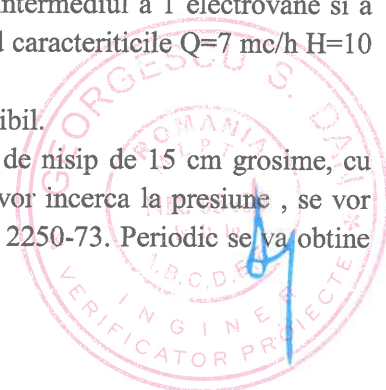 intermediul a 1 electrovane si a
caracteriticile Q=7 mc/h H=10
ibil.
de nisip de 15 cm grosime, cu
vor incerca la presiune , se vor
2250-73. Periodic se va obtine
GEORGESCU S. DAN
ROMANIA
INGINER
VERIFICATOR PROIECTE